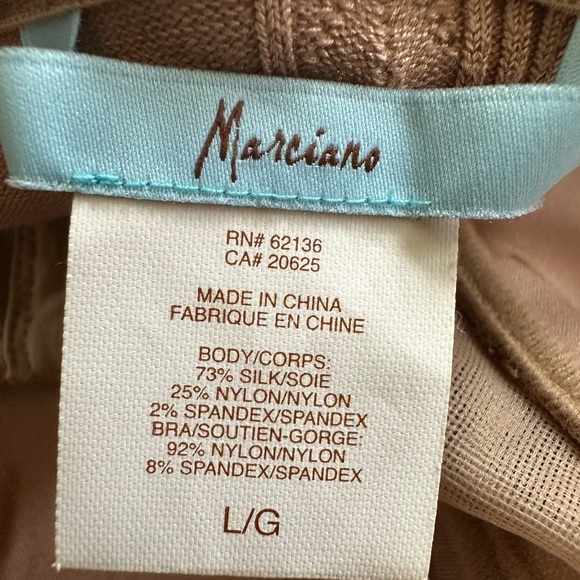 Marciano
RN# 62136
CA# 20625
MADE IN CHINA
FABRIQUE EN CHINE
BODY/CORPS:
73% SILK/SOIE
25% NYLON/NYLON
2% SPANDEX/SPANDEX
BRA/SOUTIEN-GORGE:
92% NYLON/NYLON
8% SPANDEX/SPANDEX
L/G